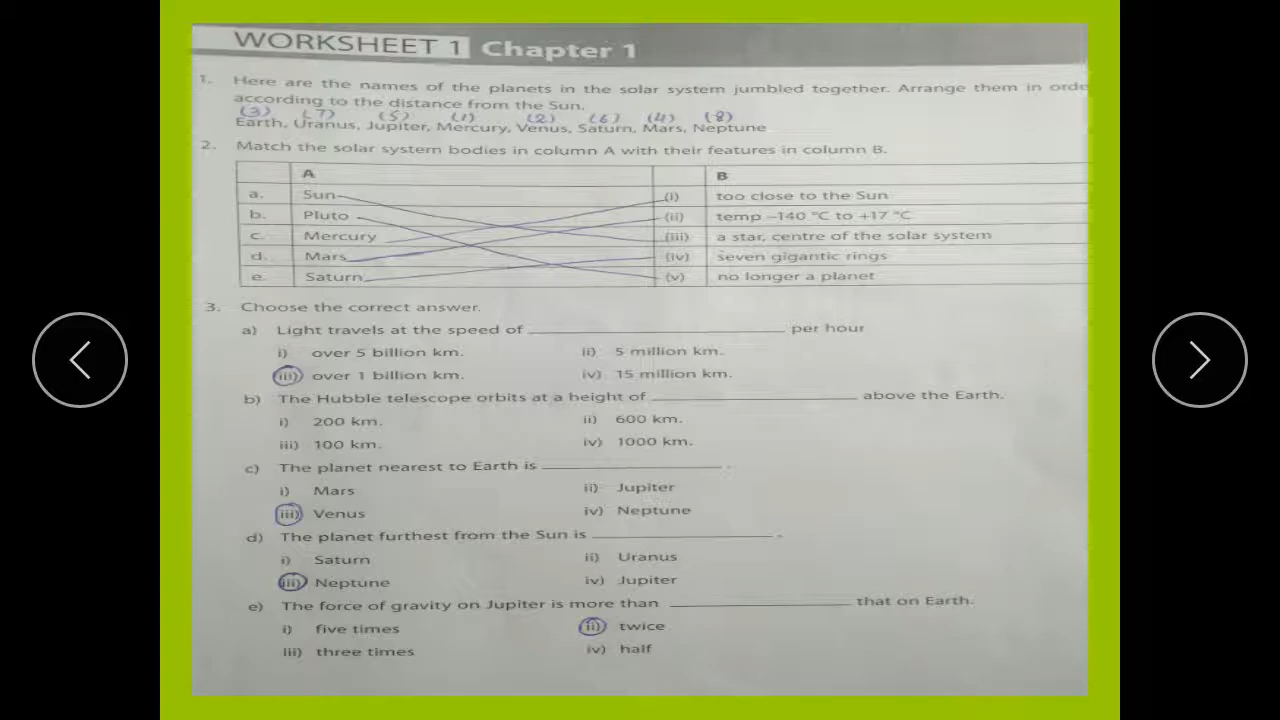 WORKSHEET 1 Chapter 1
1. Here are the names of the planets in the solar system jumbled together. Arrange them in orde
according to the distance from the Sun.
(3) (7) (5) (1) (2) (6) (4) (8)
Earth, Uranus, Jupiter, Mercury, Venus, Saturn, Mars, Neptune
2. Match the solar system bodies in column A with their features in column B.
A B
a. Sun (i) too close to the Sun
b. Pluto (ii) temp –140 °C to +17 °C
c. Mercury (iii) a star, centre of the solar system
d. Mars (iv) seven gigantic rings
e. Saturn (v) no longer a planet
3. Choose the correct answer.
a) Light travels at the speed of ____________ per hour
i) over 5 billion km. ii) 5 million km.
iii) over 1 billion km. iv) 15 million km.
b) The Hubble telescope orbits at a height of ____________ above the Earth.
i) 200 km. ii) 600 km.
iii) 100 km. iv) 1000 km.
c) The planet nearest to Earth is ____________ .
i) Mars ii) Jupiter
iii) Venus iv) Neptune
d) The planet furthest from the Sun is ____________ .
i) Saturn ii) Uranus
iii) Neptune iv) Jupiter
e) The force of gravity on Jupiter is more than ____________ that on Earth.
i) five times ii) twice
iii) three times iv) half